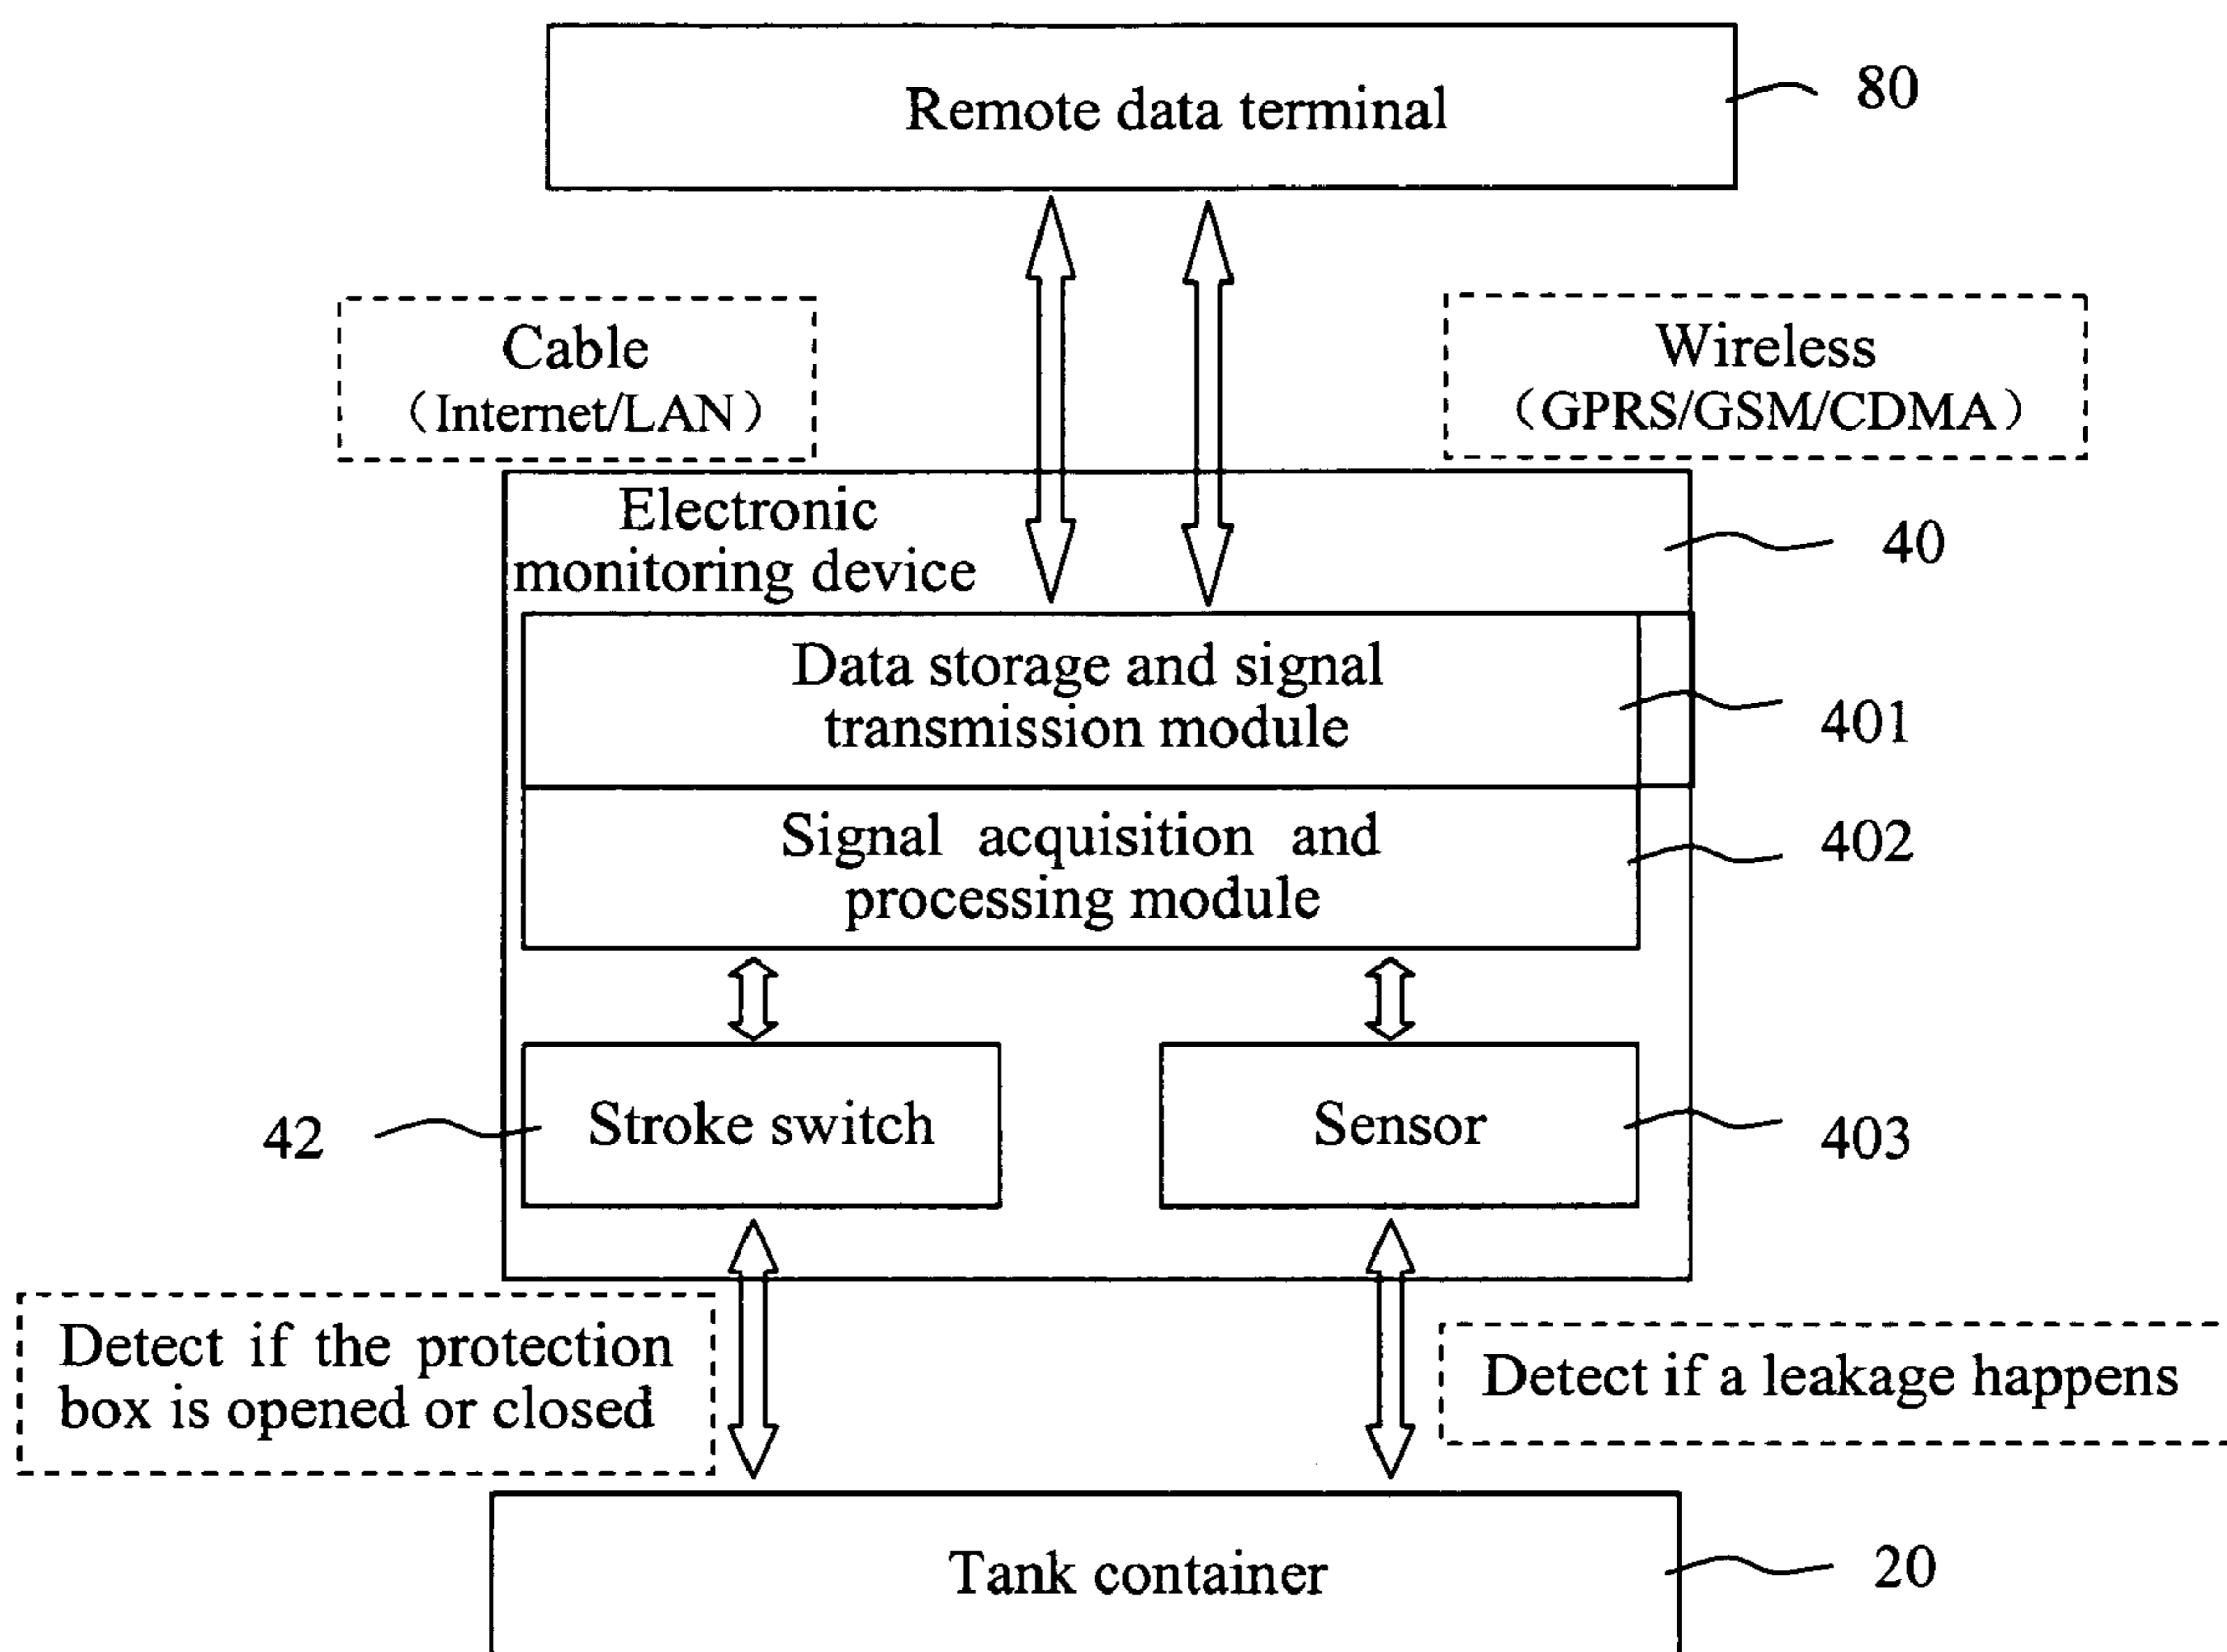 Remote data terminal
80
Cable
（Internet/LAN）
Wireless
（GPRS/GSM/CDMA）
Electronic
monitoring device
40
Data storage and signal
transmission module
401
Signal acquisition and
processing module
402
42
Stroke switch
Sensor
403
Detect if the protection
box is opened or closed
Detect if a leakage happens
Tank container
20